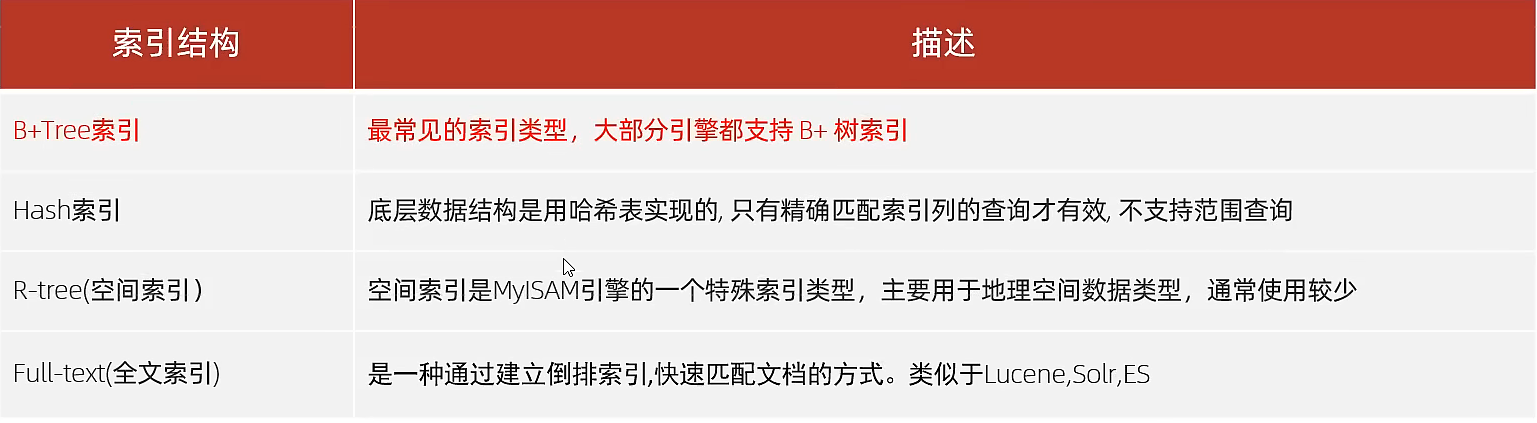 索引结构
描述
B+Tree索引
最常见的索引类型，大部分引擎都支持 B+ 树索引
Hash索引
底层数据结构是用哈希表实现的, 只有精确匹配索引列的查询才有效, 不支持范围查询
R-tree(空间索引）
空间索引是MyISAM引擎的一个特殊索引类型，主要用于地理空间数据类型，通常使用较少
Full-text(全文索引)
是一种通过建立倒排索引,快速匹配文档的方式。类似于Lucene,Solr,ES